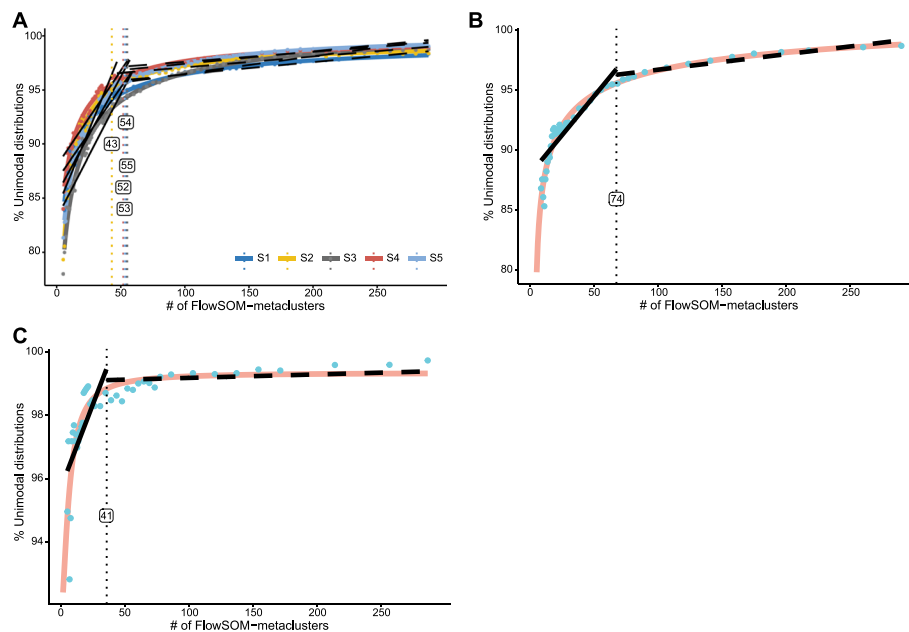 A
100
95
90
85
80
% Unimodal distributions
54
43
55
52
53
S1 S2 S3 S4 S5
0 50 100 150 200 250
# of FlowSOM−metaclusters
B
100
95
90
85
80
% Unimodal distributions
74
0 50 100 150 200 250
# of FlowSOM−metaclusters
C
100
98
96
94
% Unimodal distributions
41
0 50 100 150 200 250
# of FlowSOM−metaclusters